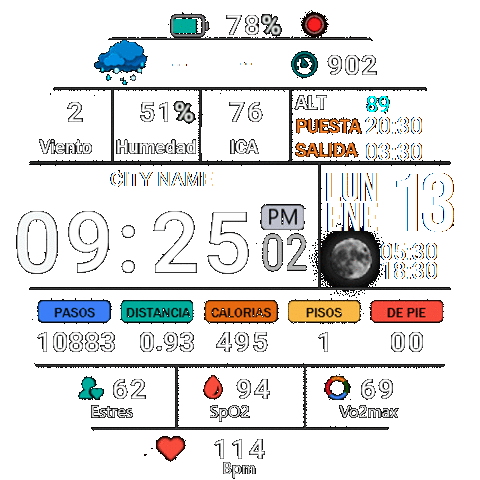 78%
-- -- 902
2 51% 76 ALT 89
PUESTA 20:30
Viento Humedad ICA SALIDA 03:30
CITY NAME
LUN 13
ENE
09:25 PM 02
05:30
18:30
PASOS DISTANCIA CALORIAS PISOS DE PIE
10883 0.93 495 1 00
62 94 69
Estres SpO2 Vo2max
114
Bpm